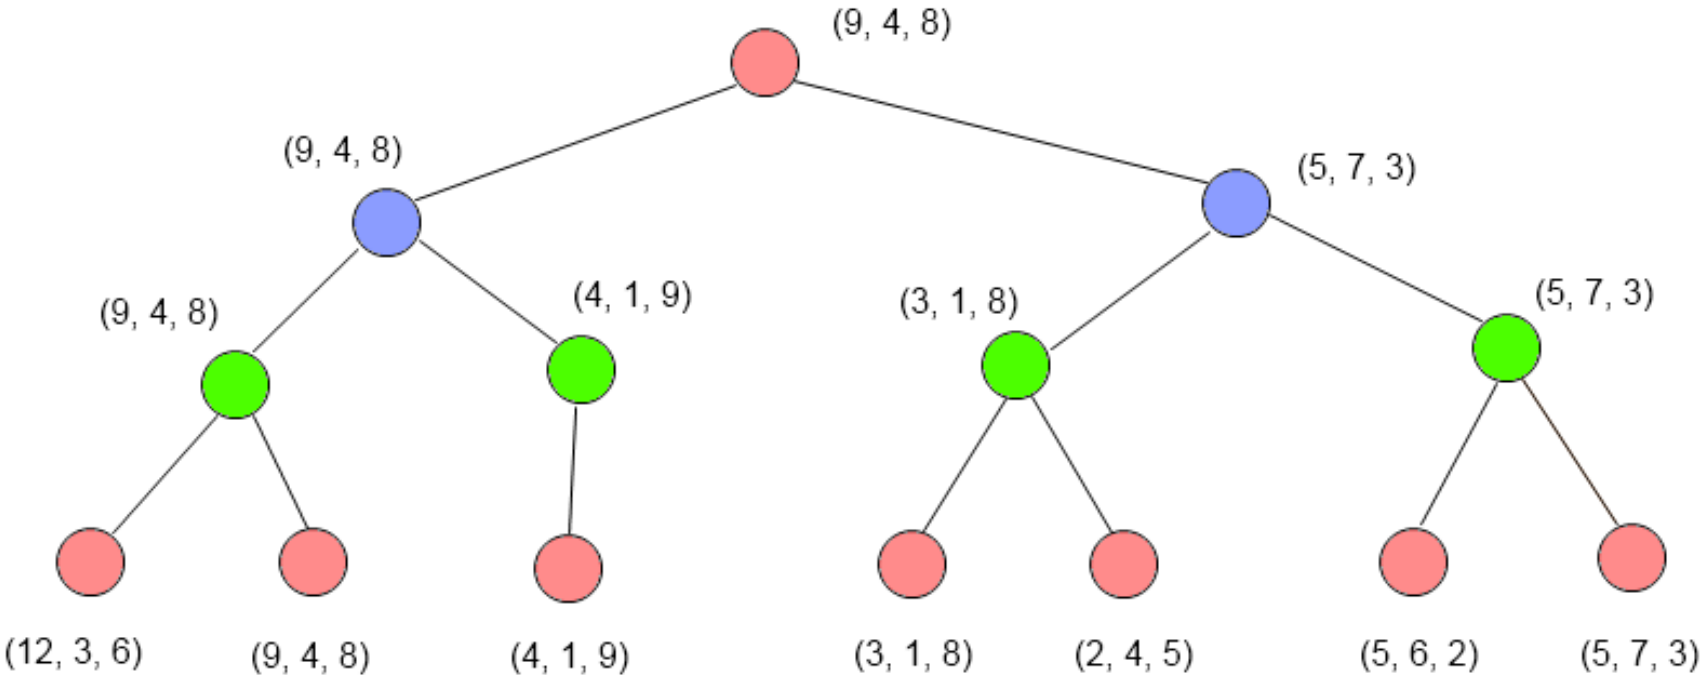 (9, 4, 8)
(9, 4, 8)
(5, 7, 3)
(9, 4, 8)
(4, 1, 9)
(3, 1, 8)
(5, 7, 3)
(12, 3, 6)
(9, 4, 8)
(4, 1, 9)
(3, 1, 8)
(2, 4, 5)
(5, 6, 2)
(5, 7, 3)